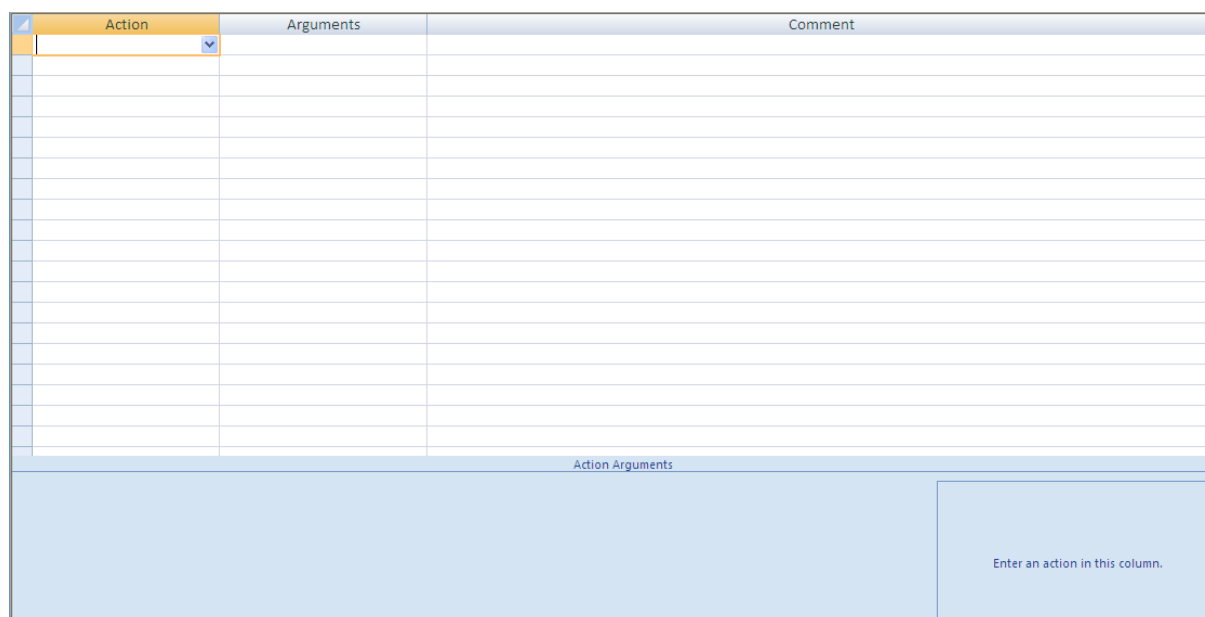 Action Arguments Comment
Action Arguments
Enter an action in this column.